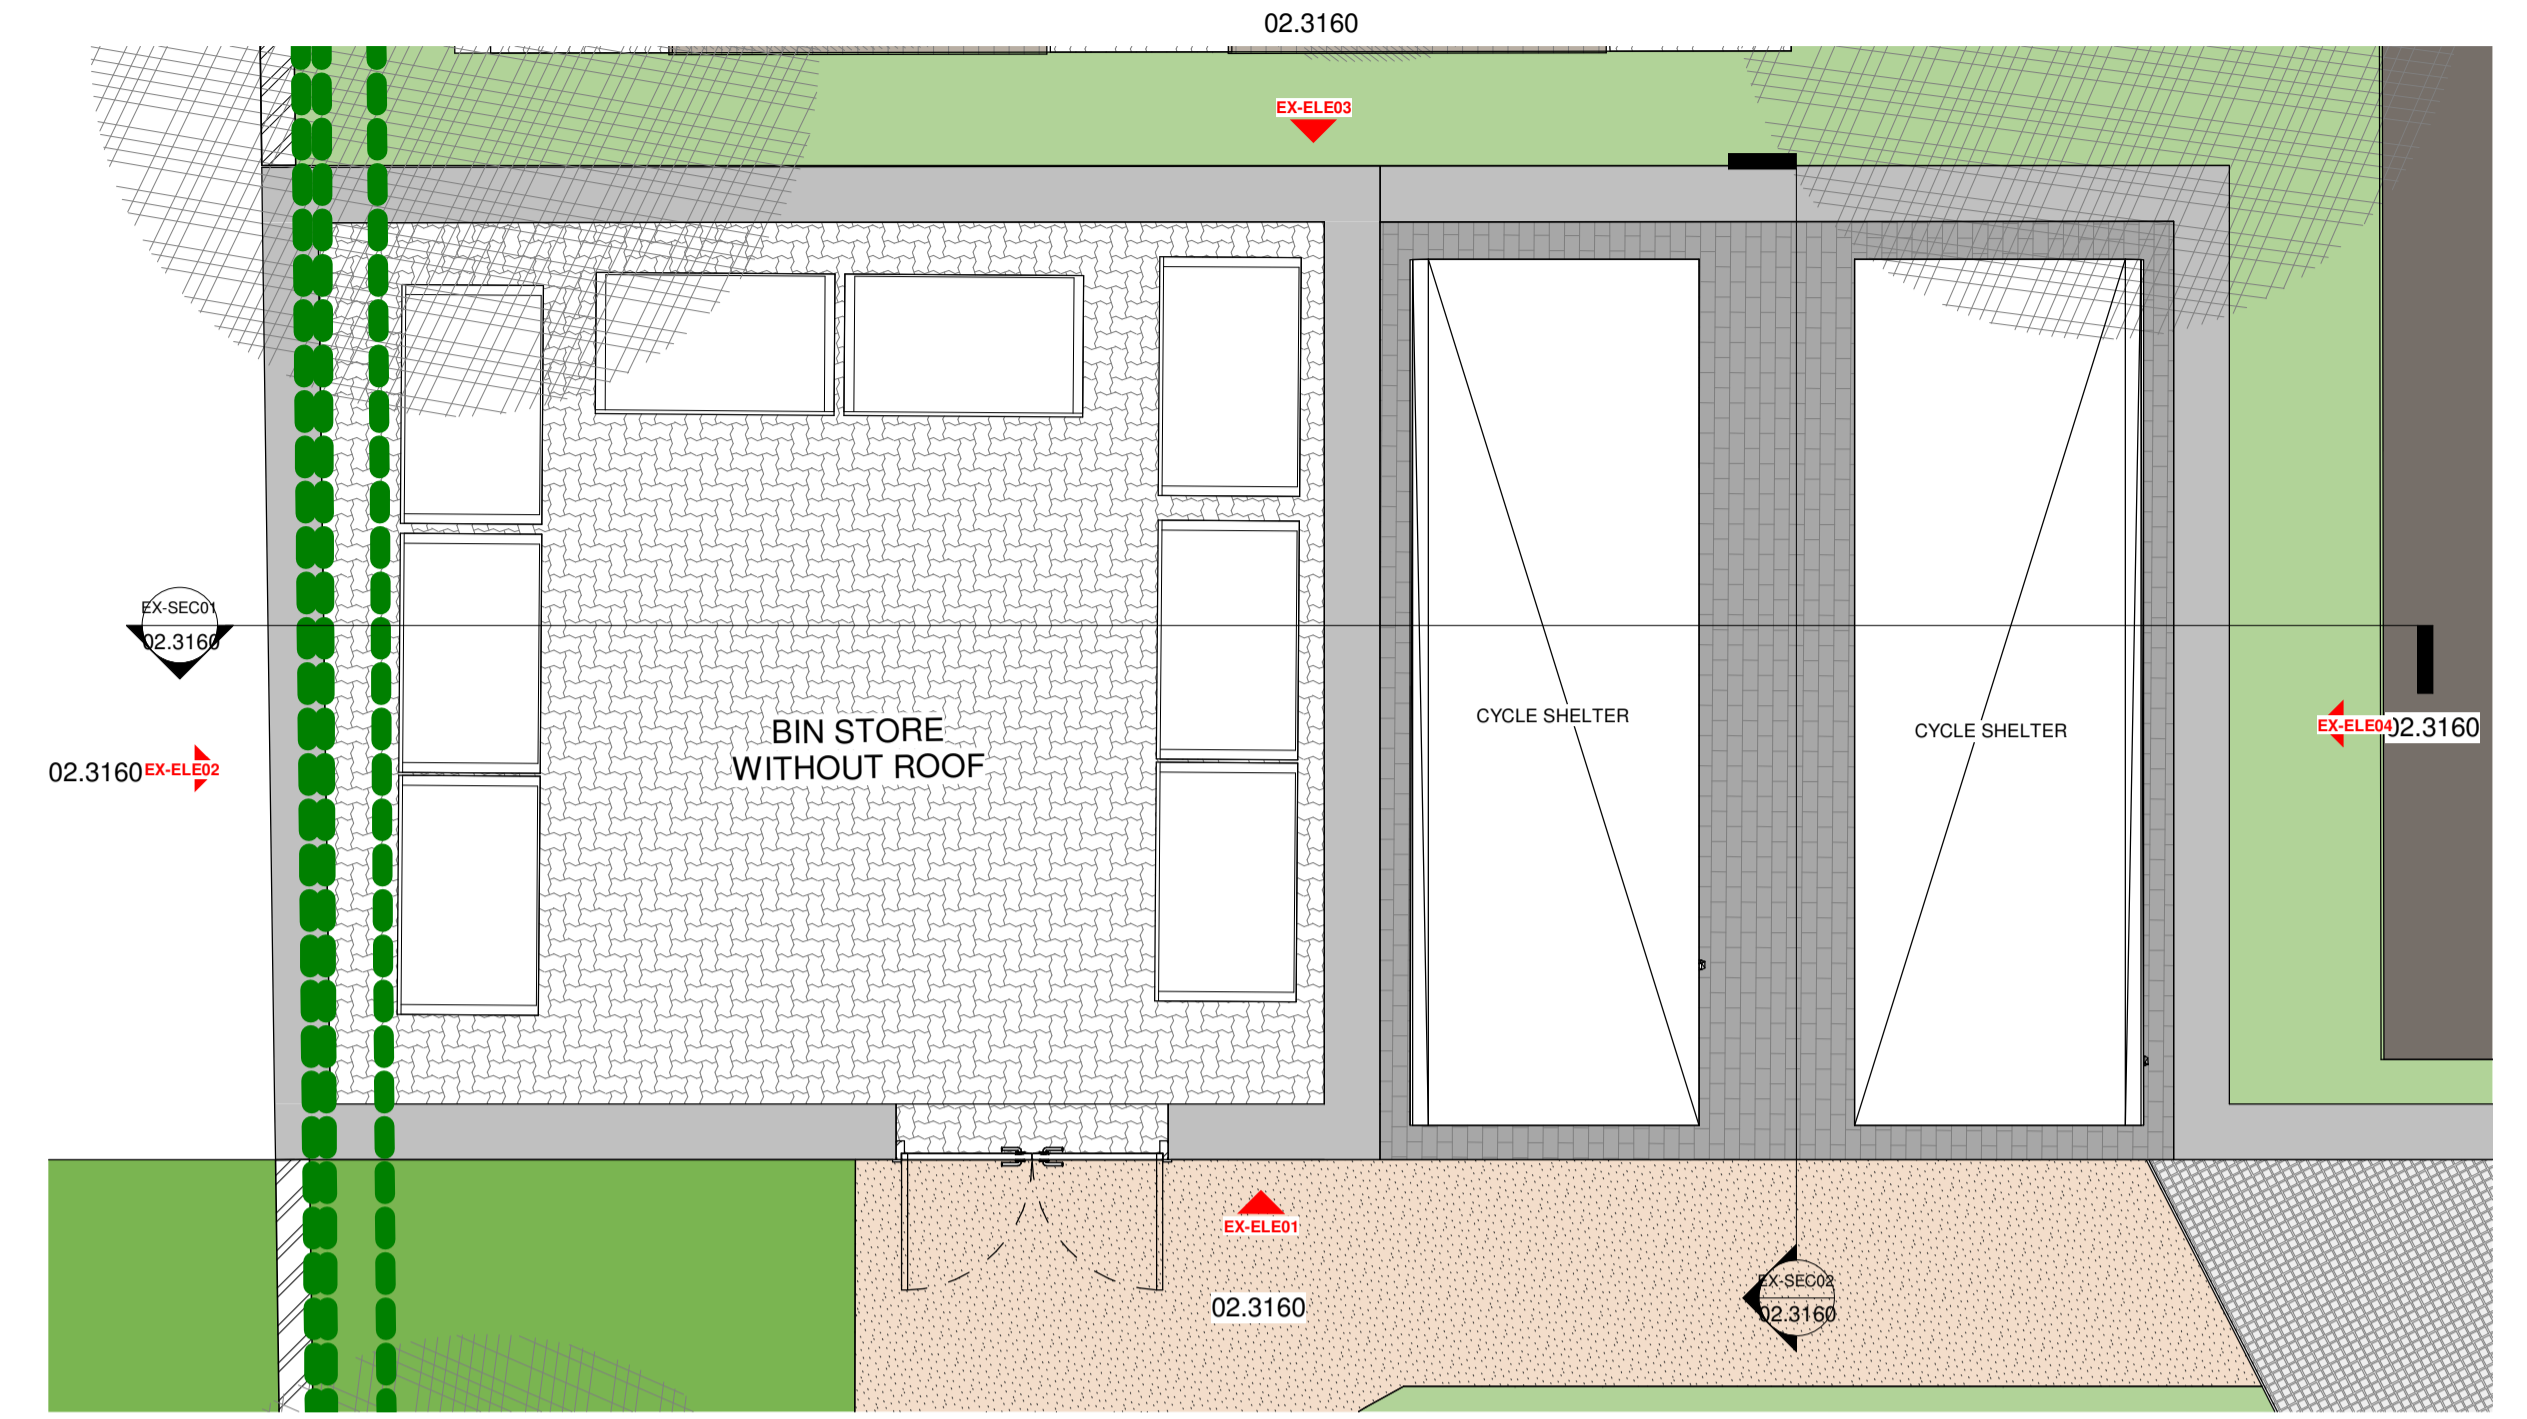 02.3160
EX-ELE03
EX-SEC01
02.3160
BIN STORE
WITHOUT ROOF
CYCLE SHELTER
CYCLE SHELTER
EX-ELE04
02.3160
02.3160
EX-ELE02
EX-ELE01
02.3160
EX-SEC02
02.3160